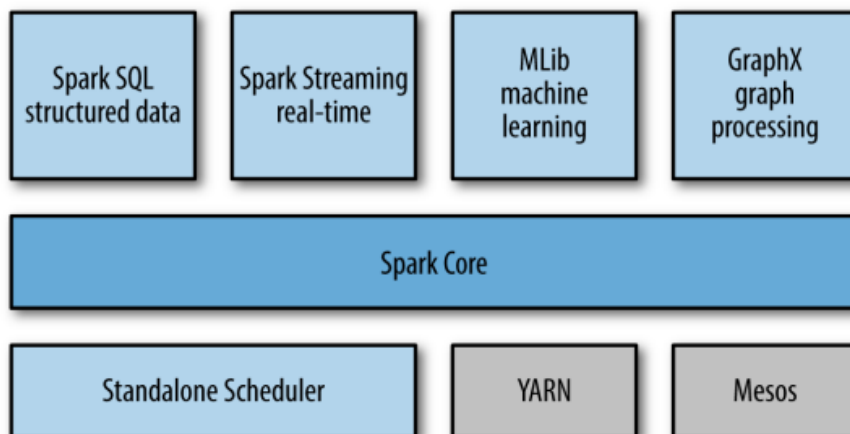 Spark SQL
structured data
Spark Streaming
real-time
MLib
machine
learning
GraphX
graph
processing
Spark Core
Standalone Scheduler
YARN
Mesos